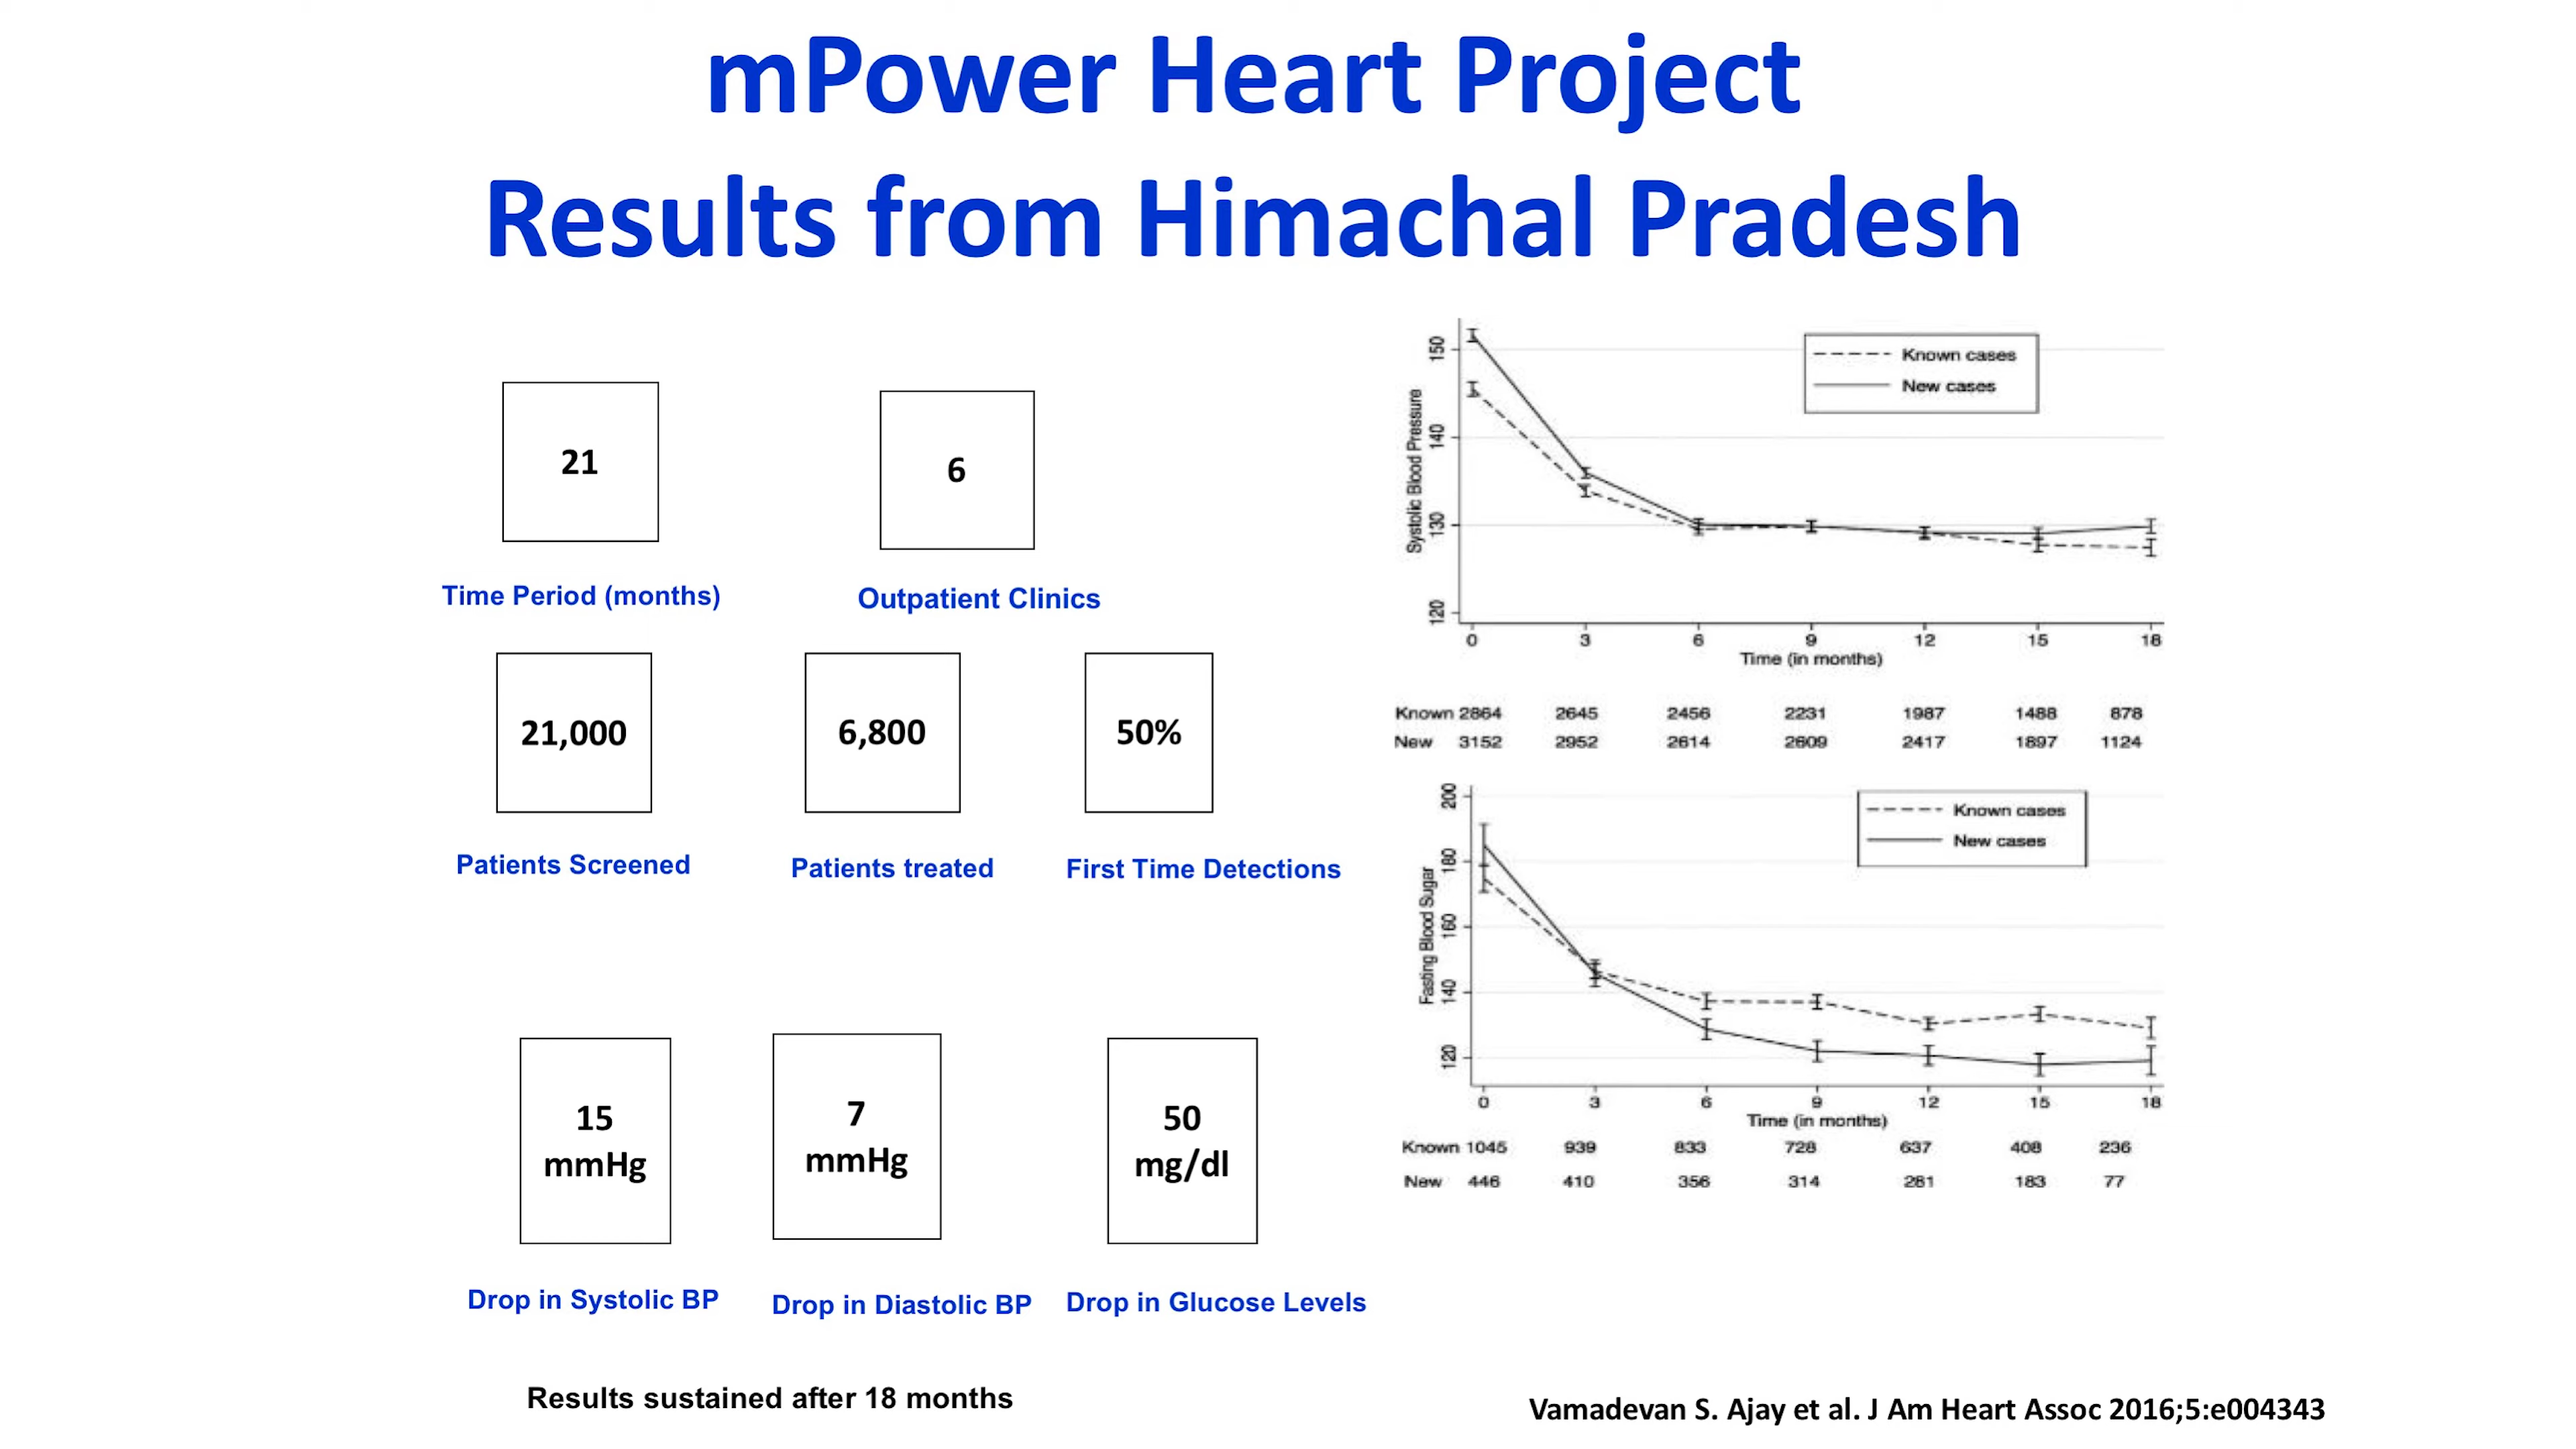 mPower Heart Project
Results from Himachal Pradesh
21
Time Period (months)
6
Outpatient Clinics
21,000
Patients Screened
6,800
Patients treated
50%
First Time Detections
15
mmHg
Drop in Systolic BP
7
mmHg
Drop in Diastolic BP
50
mg/dl
Drop in Glucose Levels
Results sustained after 18 months
Systolic Blood Pressure
150
140
130
120
Known cases
New cases
0 3 6 9 12 15 18
Time (in months)
Known 2864 2645 2456 2231 1987 1488 878
New 3152 2952 2614 2609 2417 1897 1124
Fasting Blood Sugar
200
180
160
140
120
Known cases
New cases
0 3 6 9 12 15 18
Time (in months)
Known 1045 939 833 728 637 408 236
New 446 410 356 314 281 183 77
Vamadevan S. Ajay et al. J Am Heart Assoc 2016;5:e004343